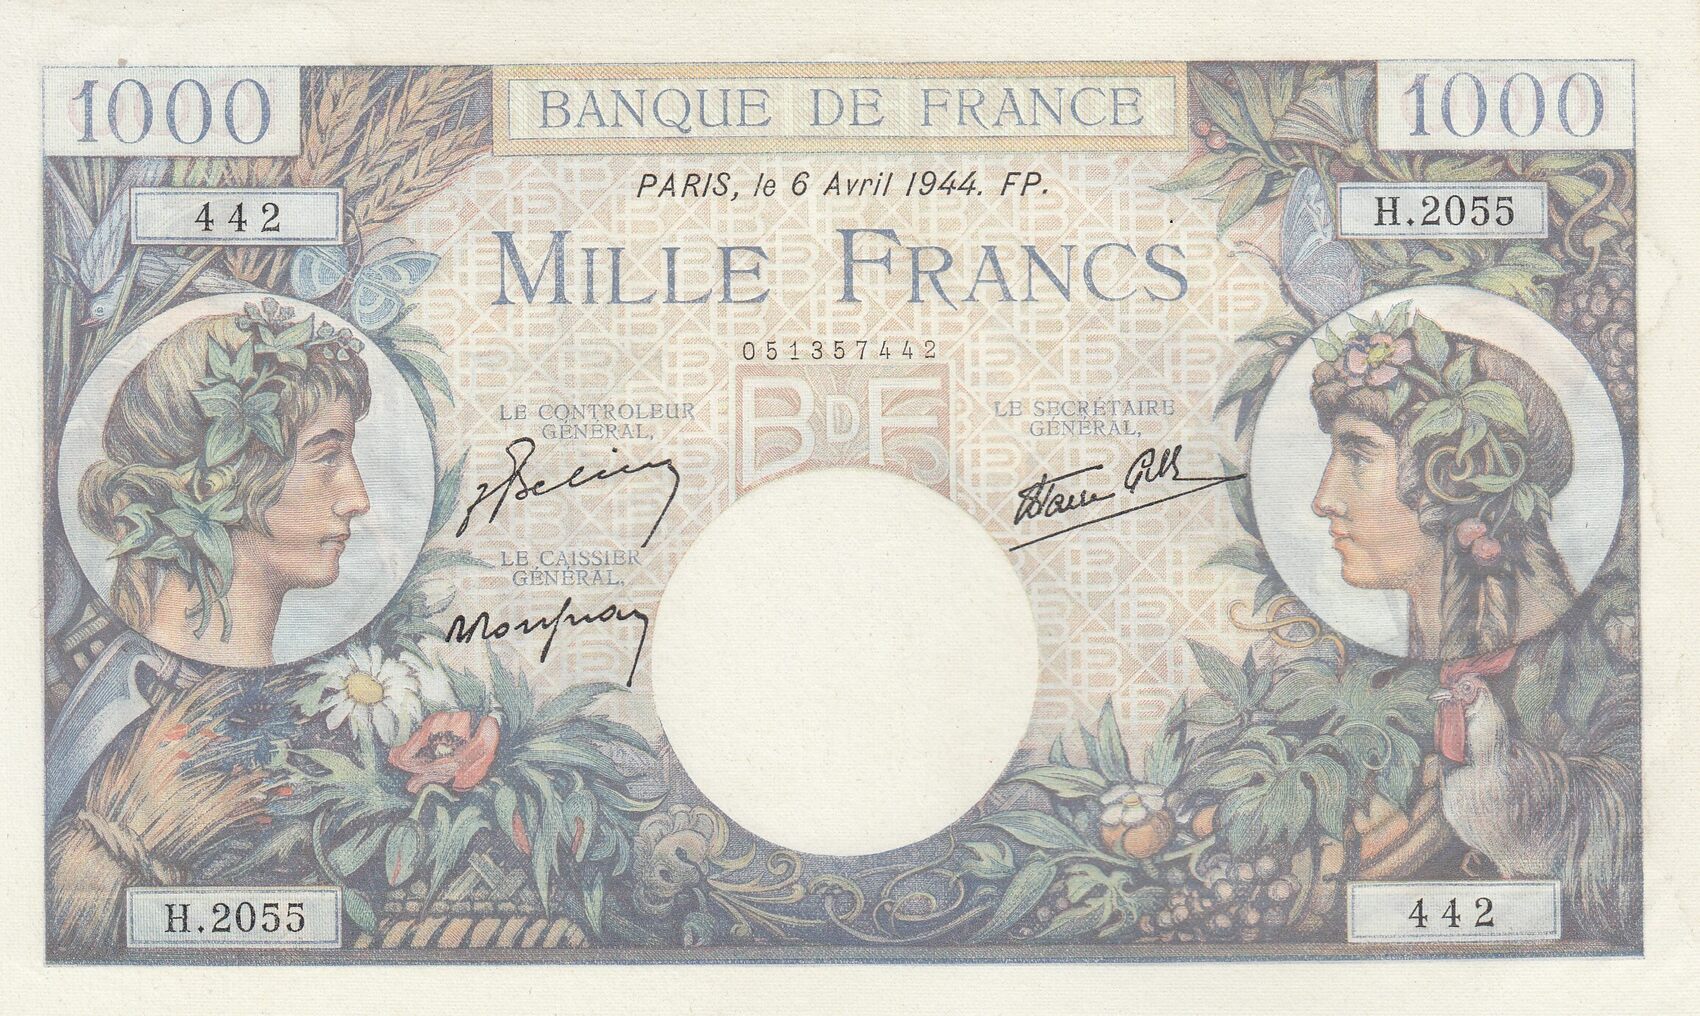 1000
BANQUE DE FRANCE
1000
PARIS, le 6 Avril 1944. FP.
442
H.2055
MILLE FRANCS
051357442
BDF
LE CONTROLEUR
GÉNÉRAL,
LE SECRÉTAIRE
GÉNÉRAL,
LE CAISSIER
GÉNÉRAL,
H.2055
442